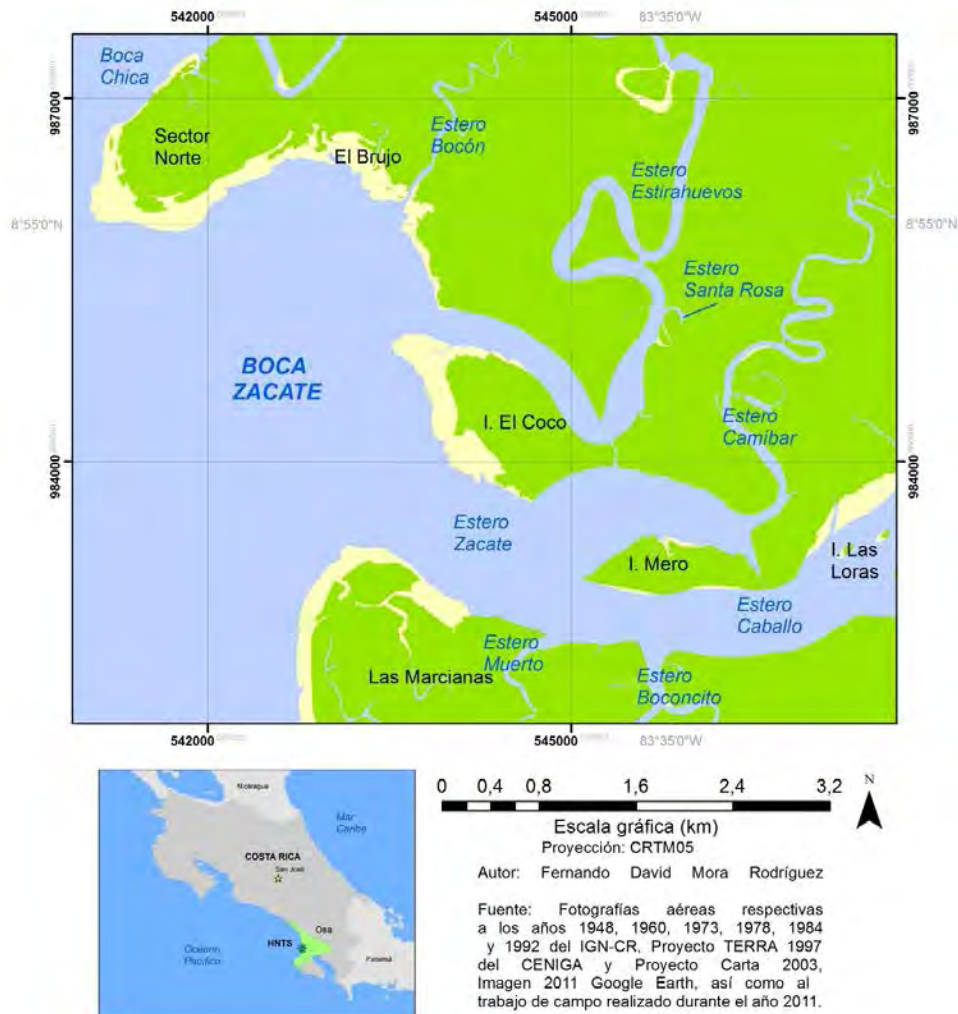 542000
545000
83°35'0"W
Boca
Chica
987000
987000
Sector
Norte
El Brujo
Estero
Bocón
Estero
Estirahuevos
8°55'0"N
8°55'0"N
Estero
Santa Rosa
BOCA
ZACATE
I. El Coco
Estero
Camíbar
984000
984000
Estero
Zacate
I. Mero
I. Las
Loras
Estero
Caballo
Estero
Muerto
Las Marcianas
Estero
Boconcito
542000
545000
83°35'0"W
Nicaragua
Mar
Caribe
COSTA RICA
San José
Osa
HNTS
Océano
Pacífico
Panamá
0 0,4 0,8 1,6 2,4 3,2
N
Escala gráfica (km)
Proyección: CRTM05
Autor: Fernando David Mora Rodríguez
Fuente: Fotografías aéreas respectivas
a los años 1948, 1960, 1973, 1978, 1984
y 1992 del IGN-CR, Proyecto TERRA 1997
del CENIGA y Proyecto Carta 2003,
Imagen 2011 Google Earth, así como al
trabajo de campo realizado durante el año 2011.